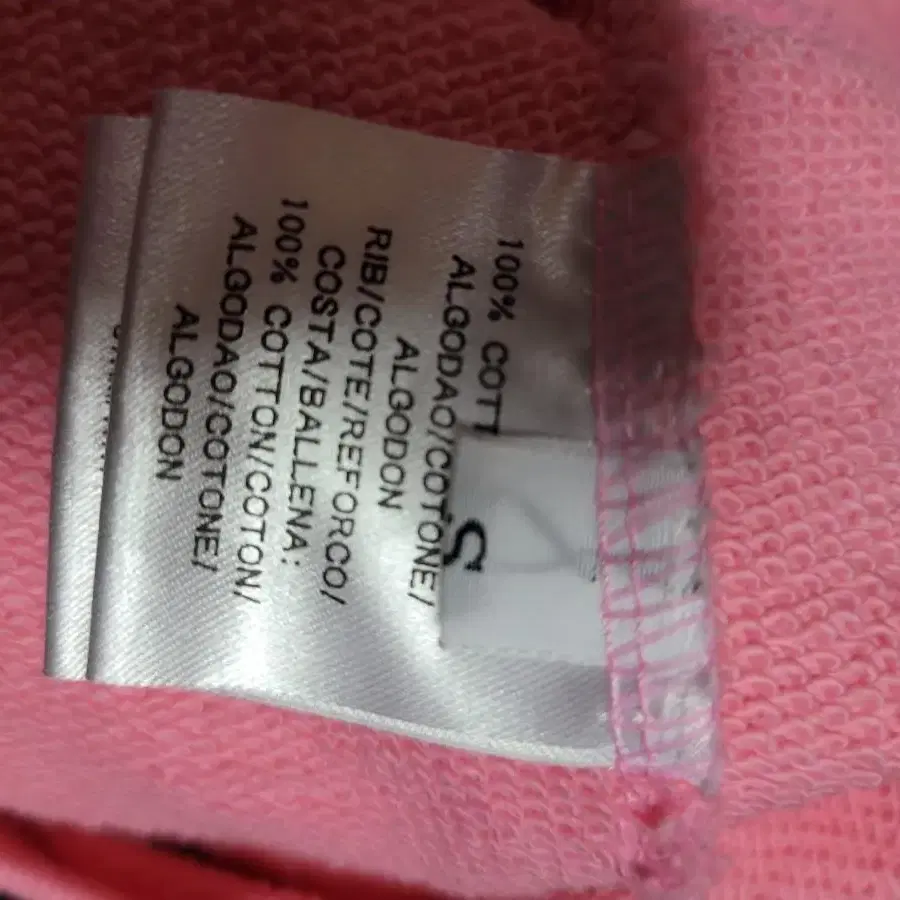 100% COTT
ALGODAO/COTONE/
ALGODON
RIB/COTE/REFORCO/
COSTA/BALLENA:
100% COTTON/COTON/
ALGODAO/COTONE/
ALGODON
S